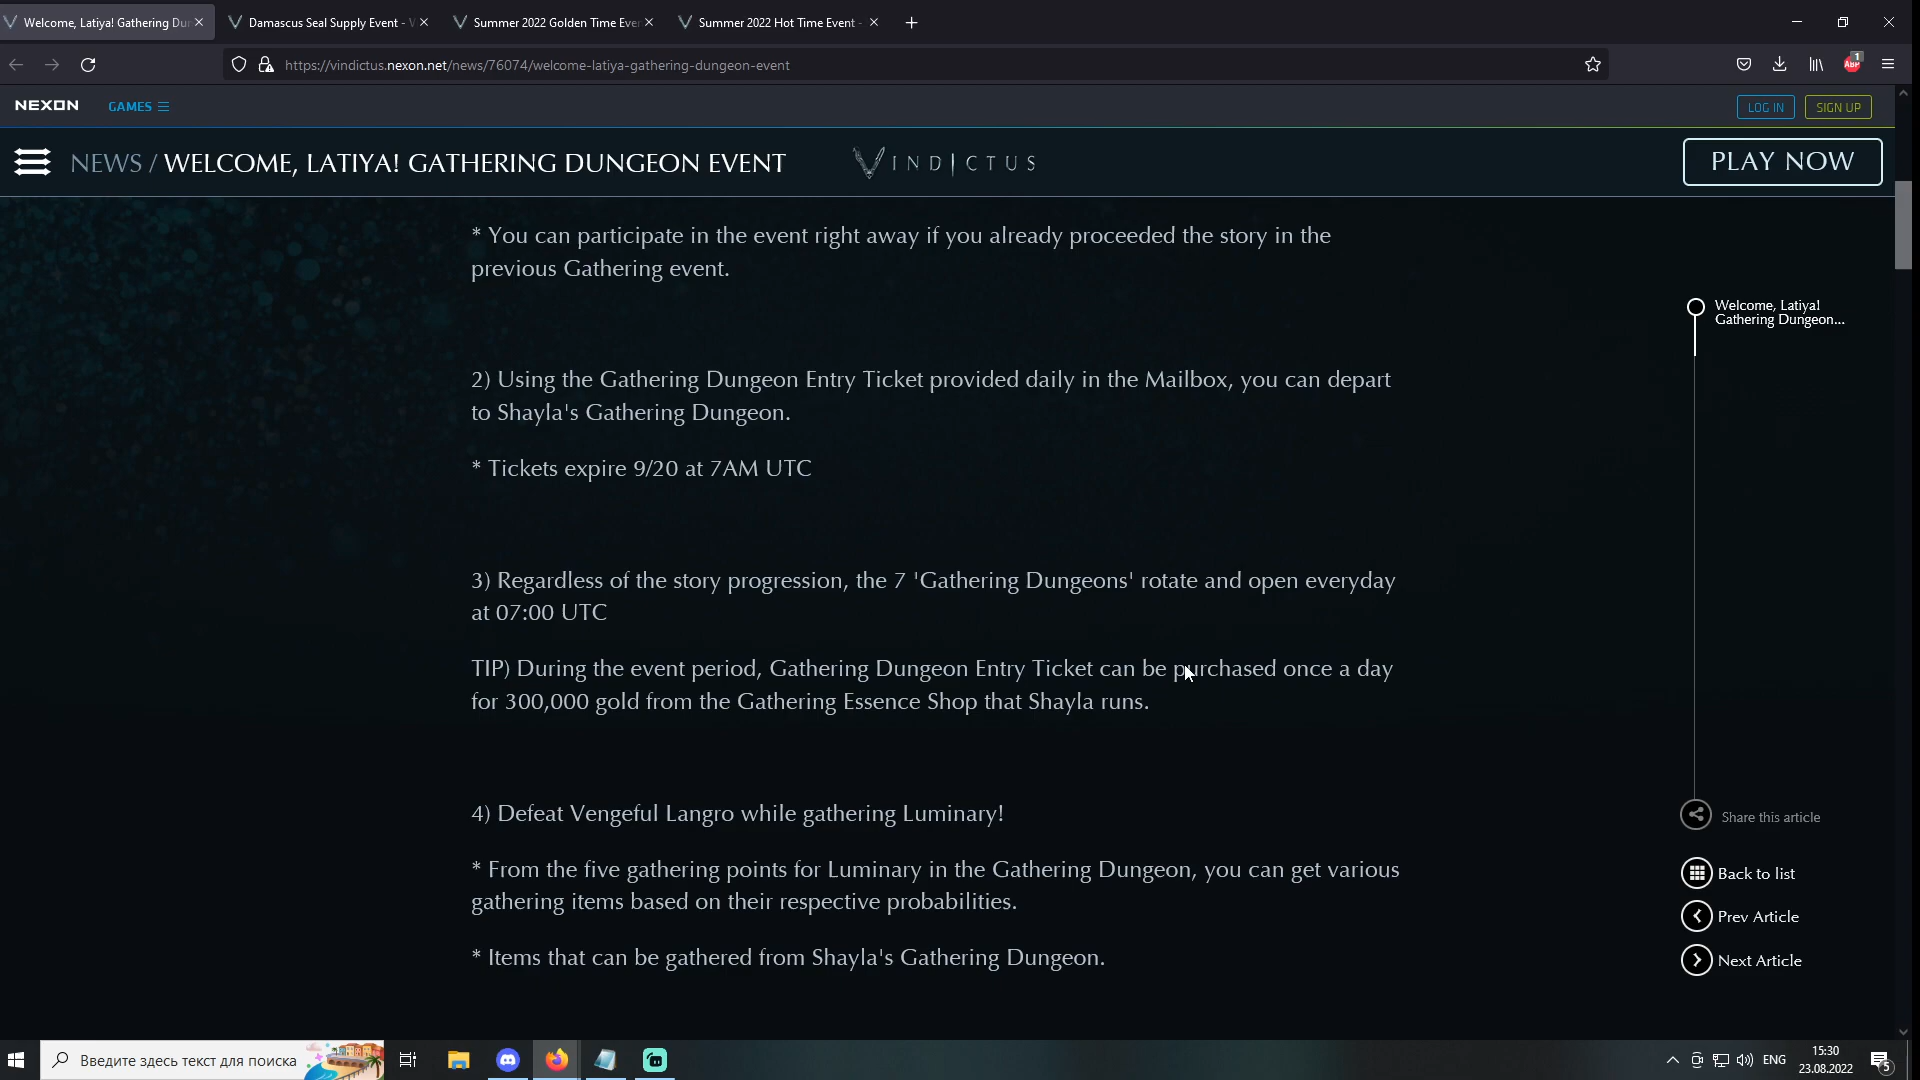 Welcome, Latiya! Gathering Dun
Damascus Seal Supply Event - V
Summer 2022 Golden Time Eve
Summer 2022 Hot Time Event -
https://vindictus.nexon.net/news/76074/welcome-latiya-gathering-dungeon-event
ABP
1
NEXON
GAMES
LOG IN
SIGN UP
NEWS / WELCOME, LATIYA! GATHERING DUNGEON EVENT
VINDICTUS
PLAY NOW
* You can participate in the event right away if you already proceeded the story in the
previous Gathering event.
Welcome, Latiya!
Gathering Dungeon...
2) Using the Gathering Dungeon Entry Ticket provided daily in the Mailbox, you can depart
to Shayla's Gathering Dungeon.
* Tickets expire 9/20 at 7AM UTC
3) Regardless of the story progression, the 7 'Gathering Dungeons' rotate and open everyday
at 07:00 UTC
TIP) During the event period, Gathering Dungeon Entry Ticket can be purchased once a day
for 300,000 gold from the Gathering Essence Shop that Shayla runs.
4) Defeat Vengeful Langro while gathering Luminary!
* From the five gathering points for Luminary in the Gathering Dungeon, you can get various
gathering items based on their respective probabilities.
* Items that can be gathered from Shayla's Gathering Dungeon.
Share this article
Back to list
Prev Article
Next Article
Введите здесь текст для поиска
ENG
15:30
23.08.2022
5